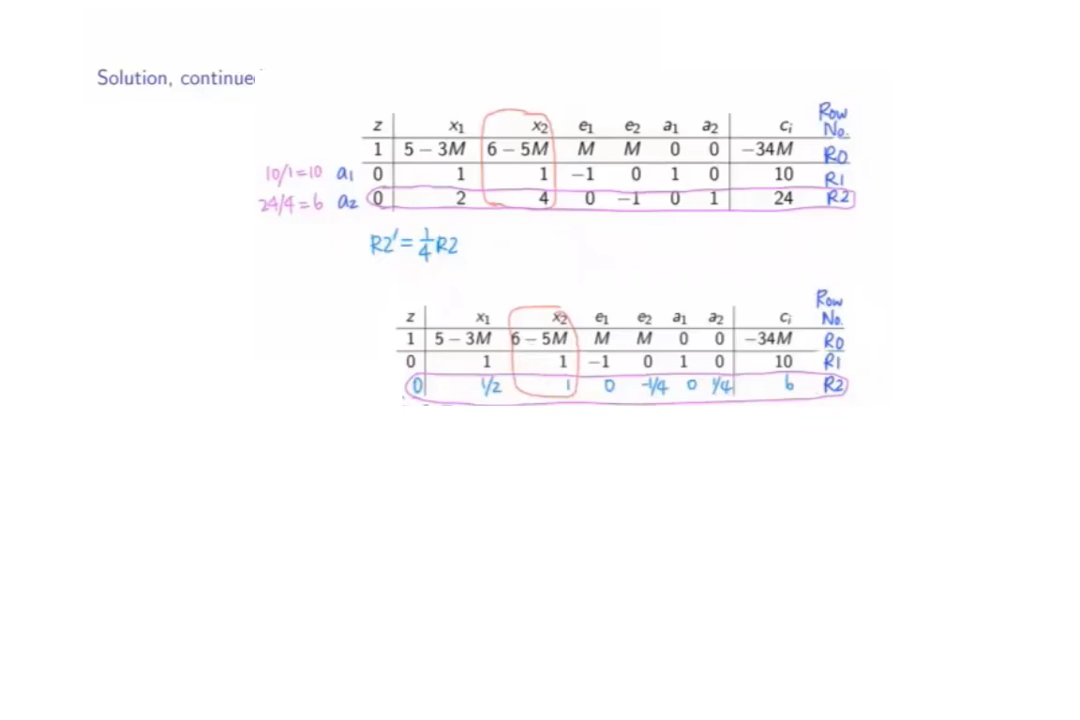 Solution, continue
Row
z x₁ x₂ e₁ e₂ a₁ a₂ cᵢ No.
1 5 − 3M 6 − 5M M M 0 0 −34M R0
10/1=10 a₁ 0 1 1 −1 0 1 0 10 R1
24/4=6 a₂ 0 2 4 0 −1 0 1 24 R2
R2' = 1/4 R2
Row
z x₁ x₂ e₁ e₂ a₁ a₂ cᵢ No.
1 5 − 3M 6 − 5M M M 0 0 −34M R0
0 1 1 −1 0 1 0 10 R1
0 1/2 1 0 -1/4 0 1/4 6 R2